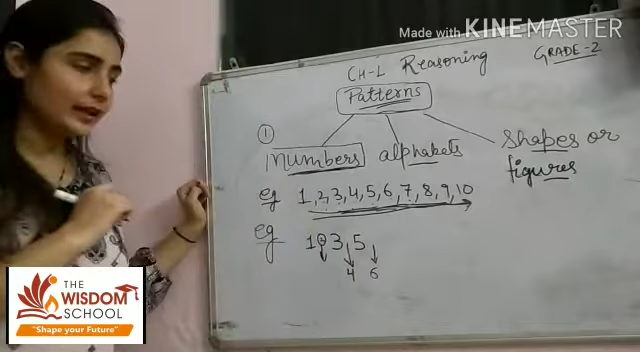 Made with KINEMASTER
CH-1 Reasoning GRADE-2
Patterns
①
Numbers alphabets shapes or
figures
eg 1, 2, 3, 4, 5, 6, 7, 8, 9, 10
eg 1 3, 5
4 6
THE
WISDOM
SCHOOL
"Shape your Future"